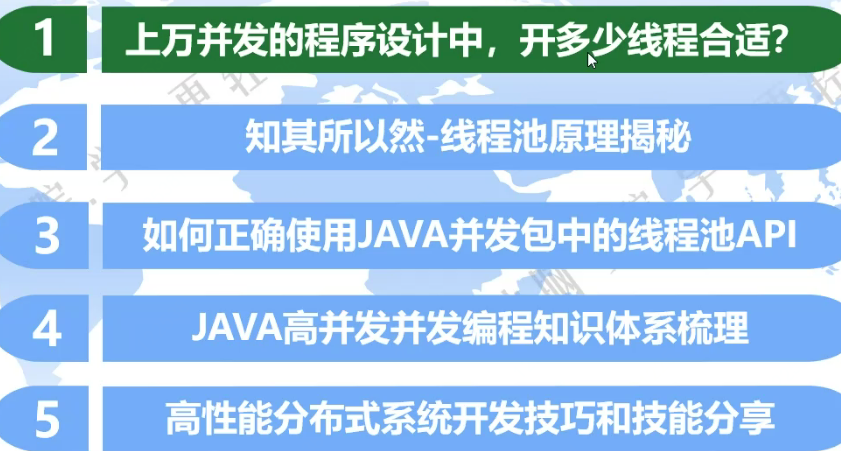 1
上万并发的程序设计中，开多少线程合适？
2
知其所以然-线程池原理揭秘
3
如何正确使用JAVA并发包中的线程池API
4
JAVA高并发并发编程知识体系梳理
5
高性能分布式系统开发技巧和技能分享